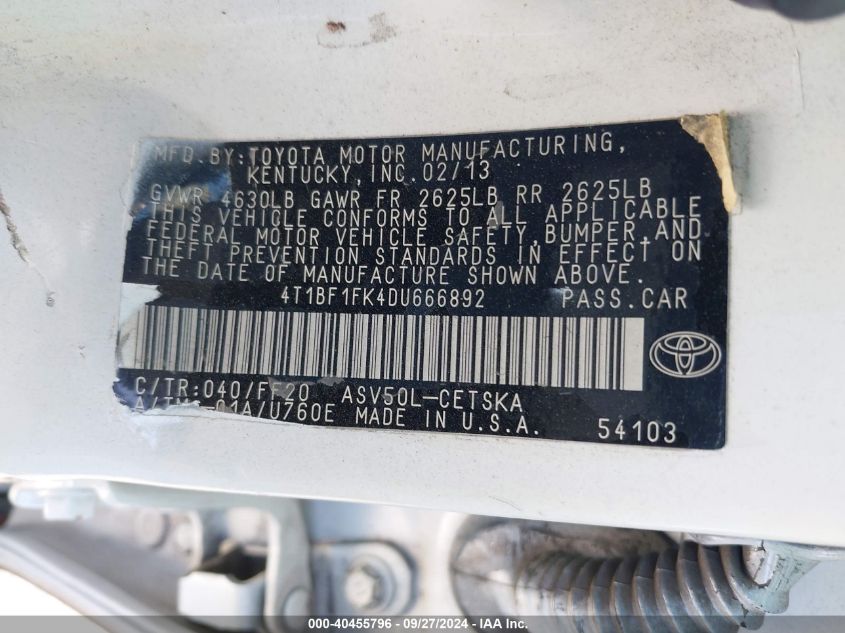 MFD.BY:TOYOTA MOTOR MANUFACTURING,
KENTUCKY, INC. 02/13
GVWR 4630LB GAWR FR 2625LB RR 2625LB
THIS VEHICLE CONFORMS TO ALL APPLICABLE
FEDERAL MOTOR VEHICLE SAFETY, BUMPER, AND
THEFT PREVENTION STANDARDS IN EFFECT ON
THE DATE OF MANUFACTURE SHOWN ABOVE.
4T1BF1FK4DU666892 PASS.CAR
C/TR:040/FF20 ASV50L-CETSKA
A/TM:-01A/U760E MADE IN U.S.A. 54103
000-40455796 - 09/27/2024 - IAA Inc.